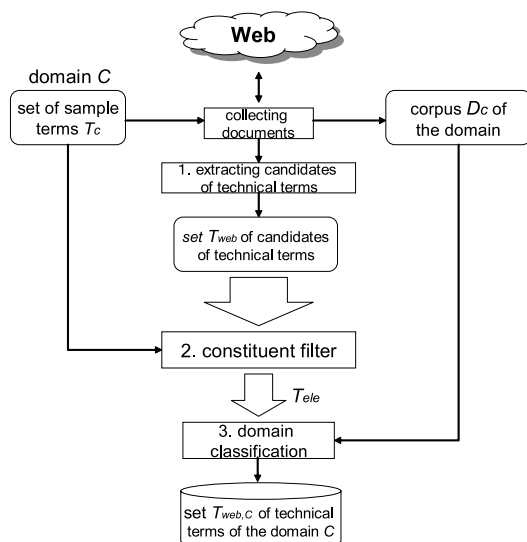 Web
domain C
set of sample
terms Tc
collecting
documents
corpus Dc of
the domain
1. extracting candidates
of technical terms
set Tweb of candidates
of technical terms
2. constituent filter
Tele
3. domain
classification
set Tweb,C of technical
terms of the domain C